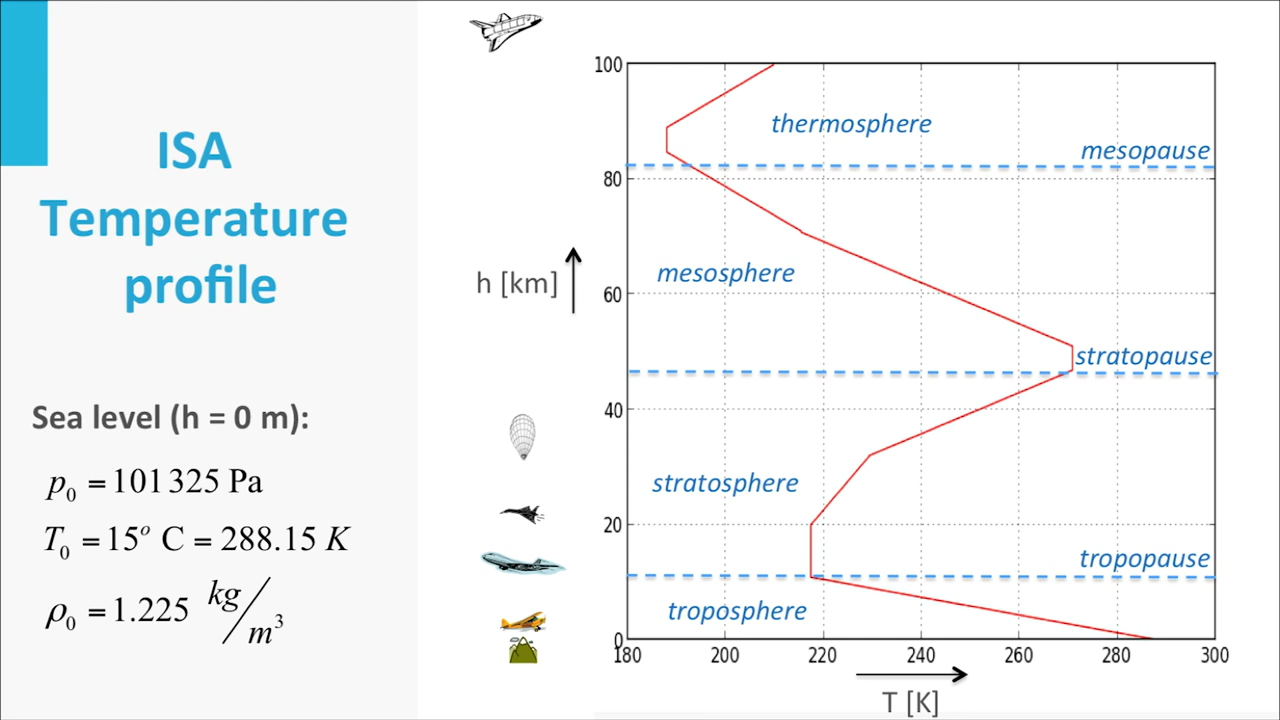 ISA
Temperature
profile
Sea level (h = 0 m):
p₀ = 101325 Pa
T₀ = 15° C = 288.15 K
ρ₀ = 1.225 kg/m³
h [km]
100
80
60
40
20
0
thermosphere
mesopause
mesosphere
stratopause
stratosphere
tropopause
troposphere
180 200 220 240 260 280 300
T [K]